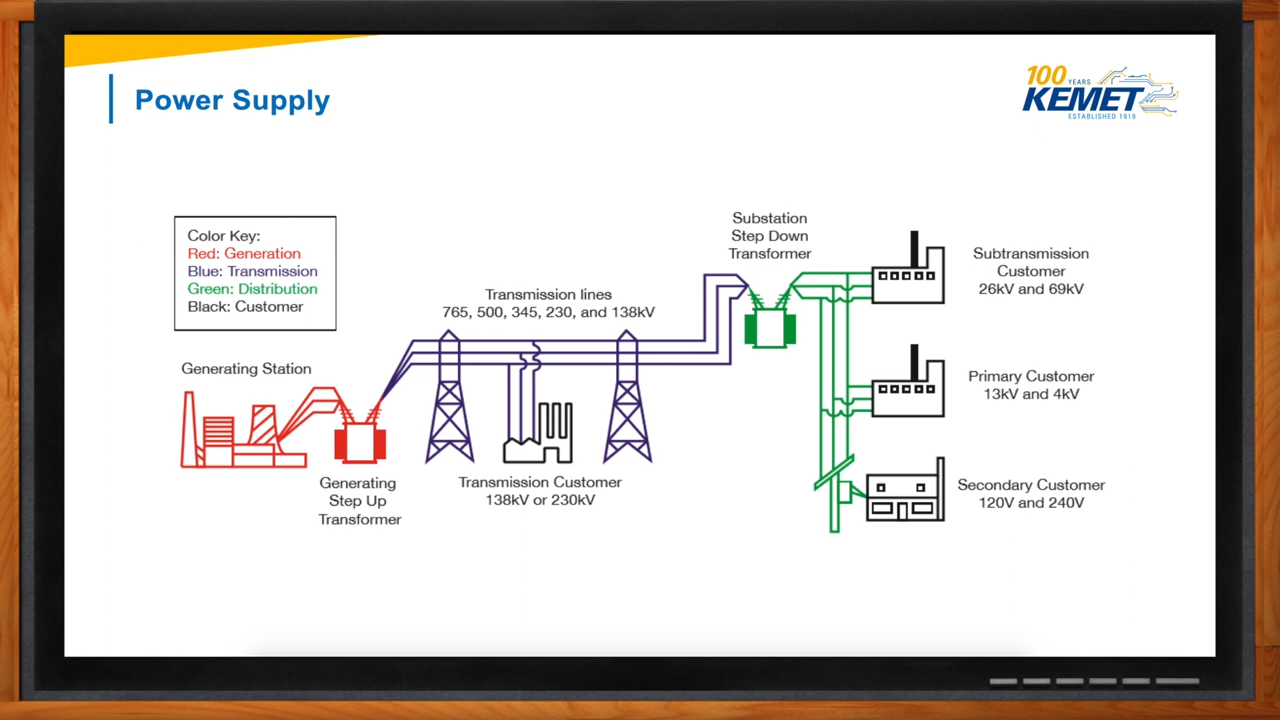 Power Supply
100 YEARS
KEMET
ESTABLISHED 1919
Color Key:
Red: Generation
Blue: Transmission
Green: Distribution
Black: Customer
Generating Station
Generating
Step Up
Transformer
Transmission lines
765, 500, 345, 230, and 138kV
Transmission Customer
138kV or 230kV
Substation
Step Down
Transformer
Subtransmission
Customer
26kV and 69kV
Primary Customer
13kV and 4kV
Secondary Customer
120V and 240V